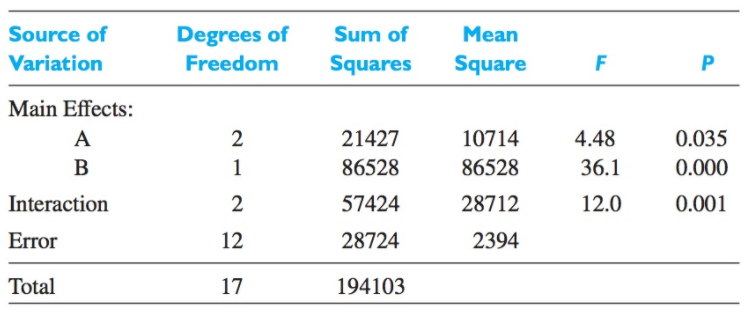 Source of Degrees of Sum of Mean
Variation Freedom Squares Square F P
Main Effects:
A 2 21427 10714 4.48 0.035
B 1 86528 86528 36.1 0.000
Interaction 2 57424 28712 12.0 0.001
Error 12 28724 2394
Total 17 194103